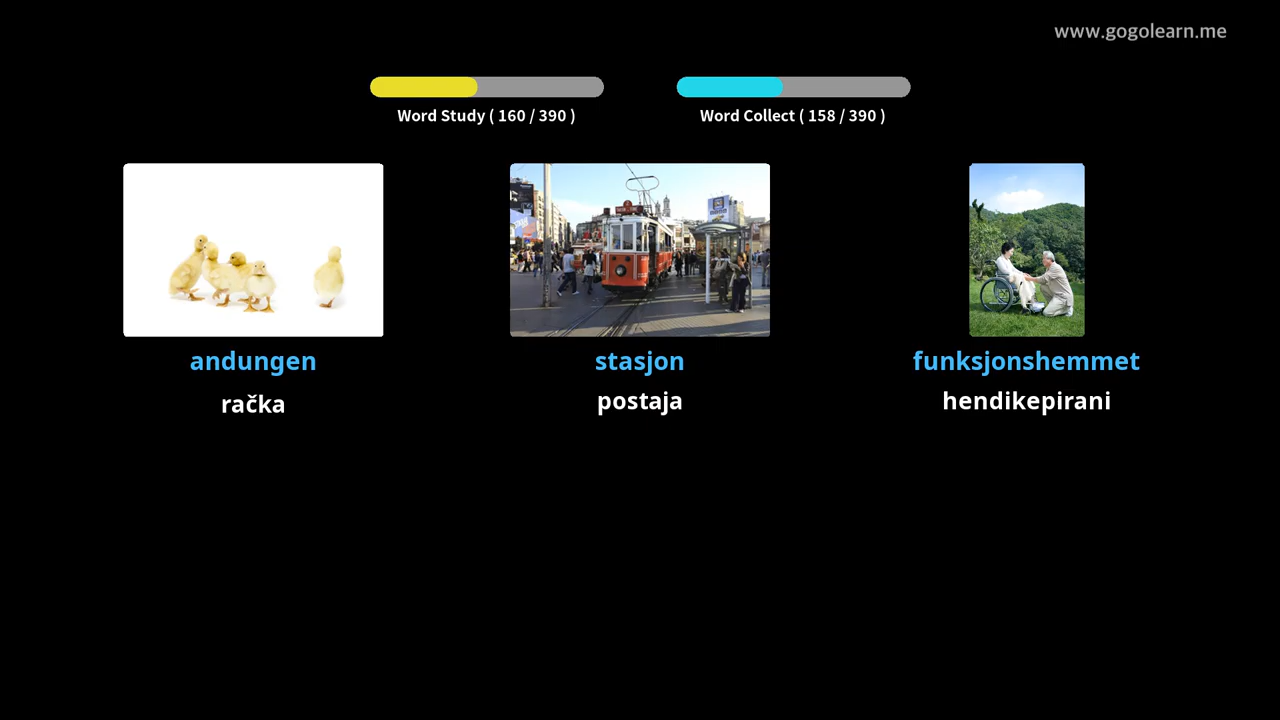 www.gogolearn.me
Word Study ( 160 / 390 )
Word Collect ( 158 / 390 )
andungen
stasjon
funksjonshemmet
račka
postaja
hendikepirani